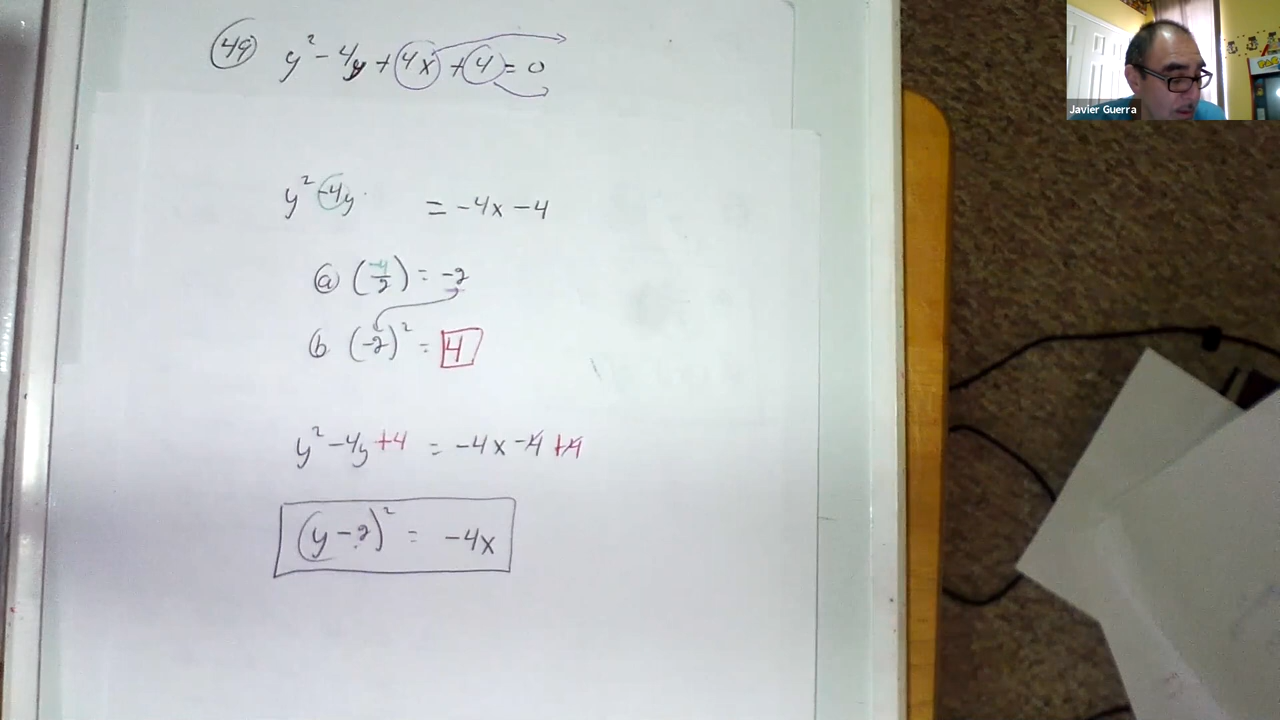 49 y² - 4y + 4x + 4 = 0
y² - 4y = -4x - 4
a (-4/2) = -2
b (-2)² = 4
y² - 4y + 4 = -4x - 4 + 4
(y - 2)² = -4x
Javier Guerra